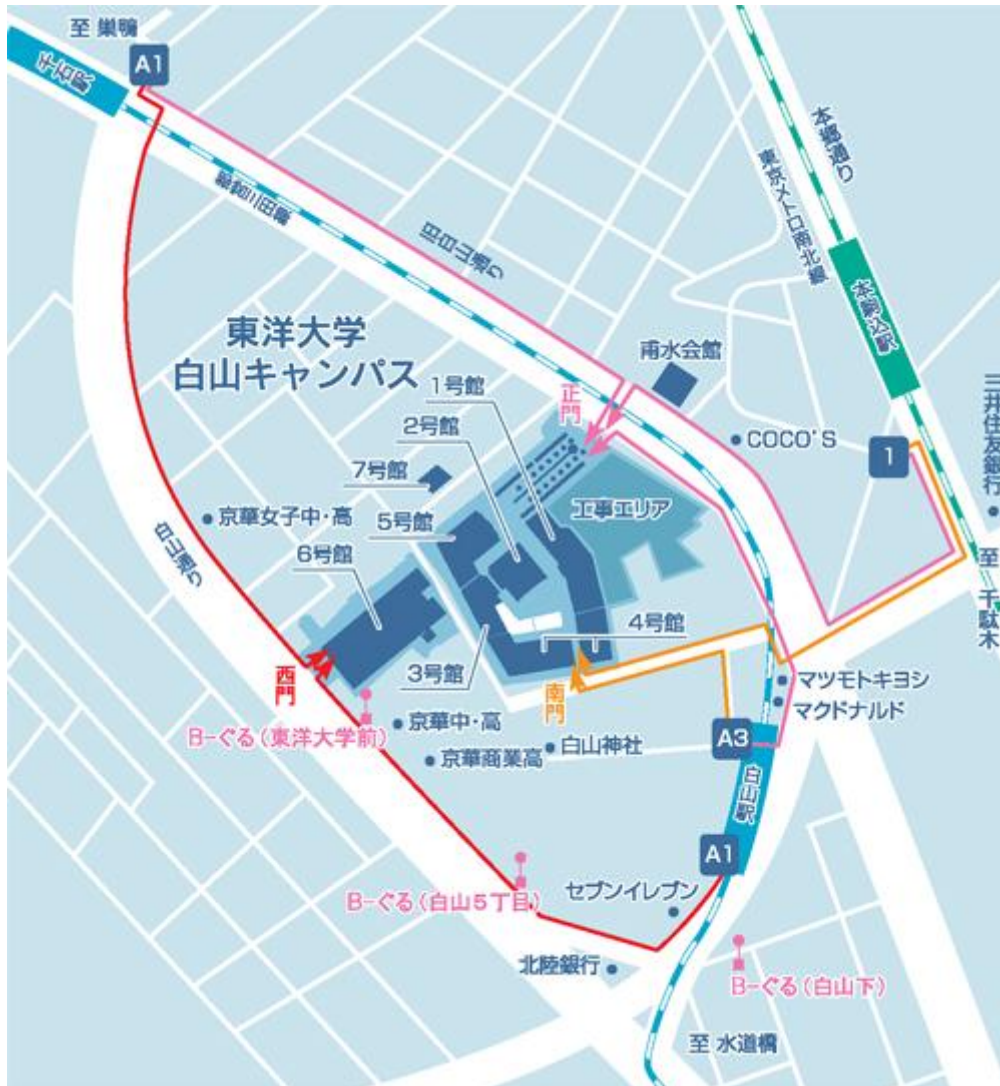 至 巣鴨
A1
千石駅
本郷通り
東京メトロ南北線
都営三田線
旧白山通り
本駒込駅
東洋大学
白山キャンパス
甫水会館
1号館
正門
三井住友銀行
2号館
COCO'S
1
7号館
工事エリア
京華女子中・高
5号館
白山通り
6号館
至 千駄木
4号館
3号館
西門
南門
マツモトキヨシ
マクドナルド
B-ぐる(東洋大学前)
京華中・高
白山神社
A3
京華商業高
白山駅
A1
B-ぐる(白山5丁目)
セブンイレブン
北陸銀行
B-ぐる(白山下)
至 水道橋